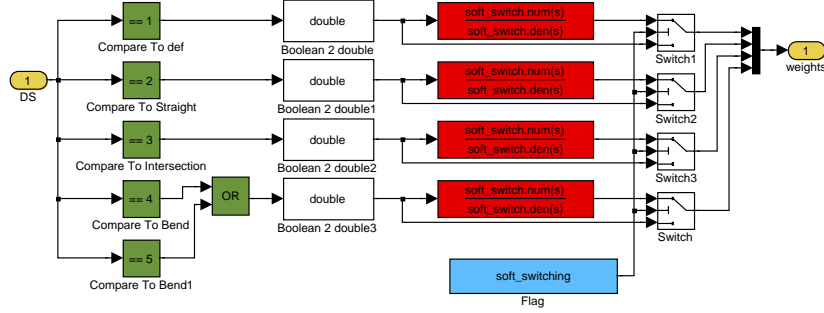 == 1
Compare To def
double
Boolean 2 double
soft_switch.num(s)
soft_switch.den(s)
Switch1
1
DS
1
weights
== 2
Compare To Straight
double
Boolean 2 double1
soft_switch.num(s)
soft_switch.den(s)
Switch2
== 3
Compare To Intersection
double
Boolean 2 double2
soft_switch.num(s)
soft_switch.den(s)
Switch3
== 4
Compare To Bend
OR
double
Boolean 2 double3
soft_switch.num(s)
soft_switch.den(s)
Switch
== 5
Compare To Bend1
soft_switching
Flag